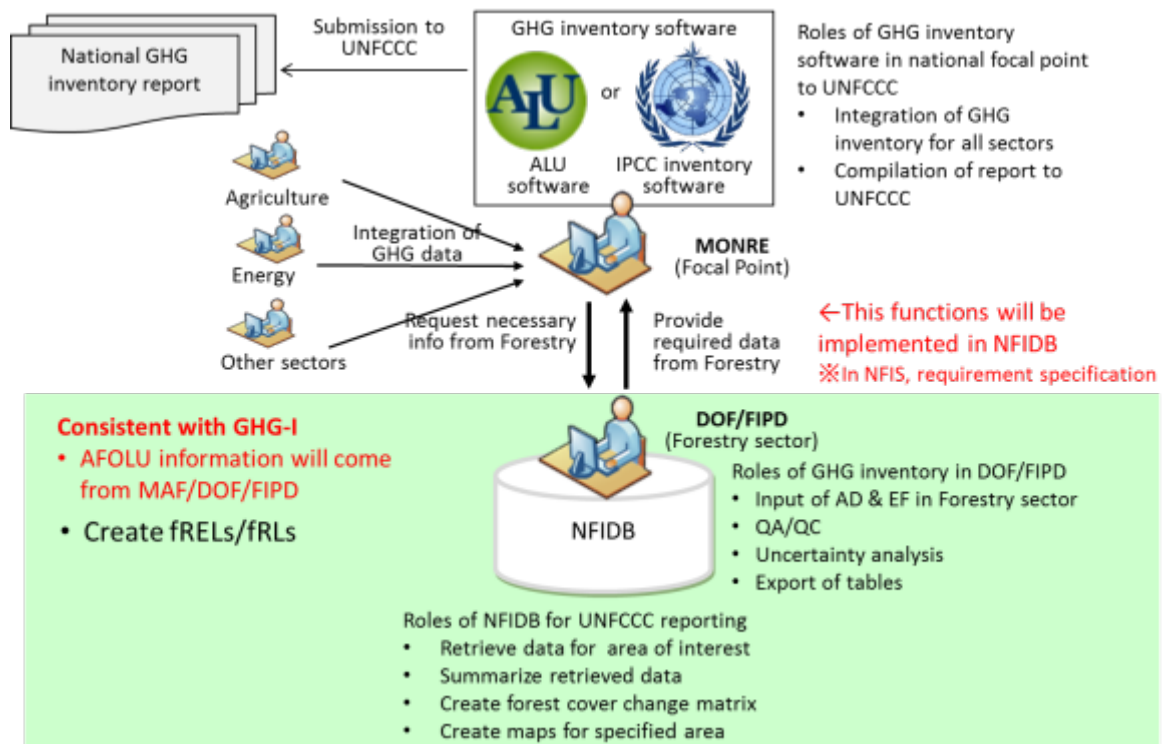 National GHG
inventory report
Submission to
UNFCCC
GHG inventory software
ALU
or
ALU
software
IPCC inventory
software
Roles of GHG inventory
software in national focal point
to UNFCCC
• Integration of GHG
inventory for all sectors
• Compilation of report to
UNFCCC
Agriculture
Energy
Other sectors
Integration of
GHG data
MONRE
(Focal Point)
Request necessary
info from Forestry
Provide
required data
from Forestry
←This functions will be
implemented in NFIDB
※In NFIS, requirement specification
Consistent with GHG-I
• AFOLU information will come
from MAF/DOF/FIPD
• Create fRELs/fRLs
DOF/FIPD
(Forestry sector)
NFIDB
Roles of GHG inventory in DOF/FIPD
• Input of AD & EF in Forestry sector
• QA/QC
• Uncertainty analysis
• Export of tables
Roles of NFIDB for UNFCCC reporting
• Retrieve data for area of interest
• Summarize retrieved data
• Create forest cover change matrix
• Create maps for specified area